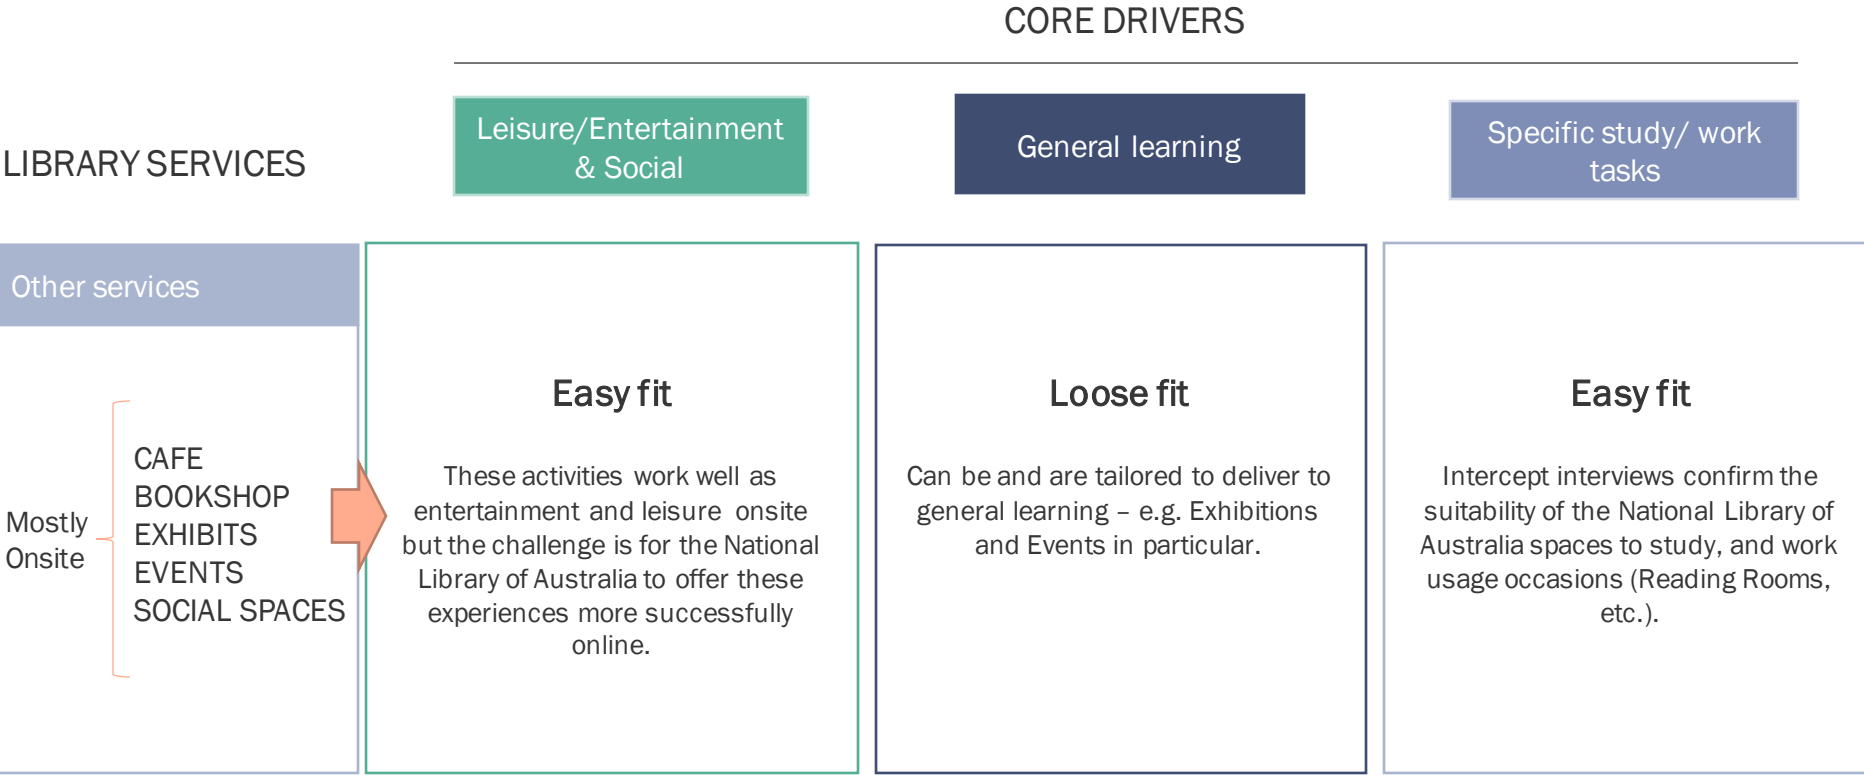 CORE DRIVERS
LIBRARY SERVICES
Leisure/Entertainment
& Social
General learning
Specific study/ work
tasks
Other services
Mostly
Onsite
CAFE
BOOKSHOP
EXHIBITS
EVENTS
SOCIAL SPACES
Easy fit
These activities work well as
entertainment and leisure onsite
but the challenge is for the National
Library of Australia to offer these
experiences more successfully
online.
Loose fit
Can be and are tailored to deliver to
general learning – e.g. Exhibitions
and Events in particular.
Easy fit
Intercept interviews confirm the
suitability of the National Library of
Australia spaces to study, and work
usage occasions (Reading Rooms,
etc.).